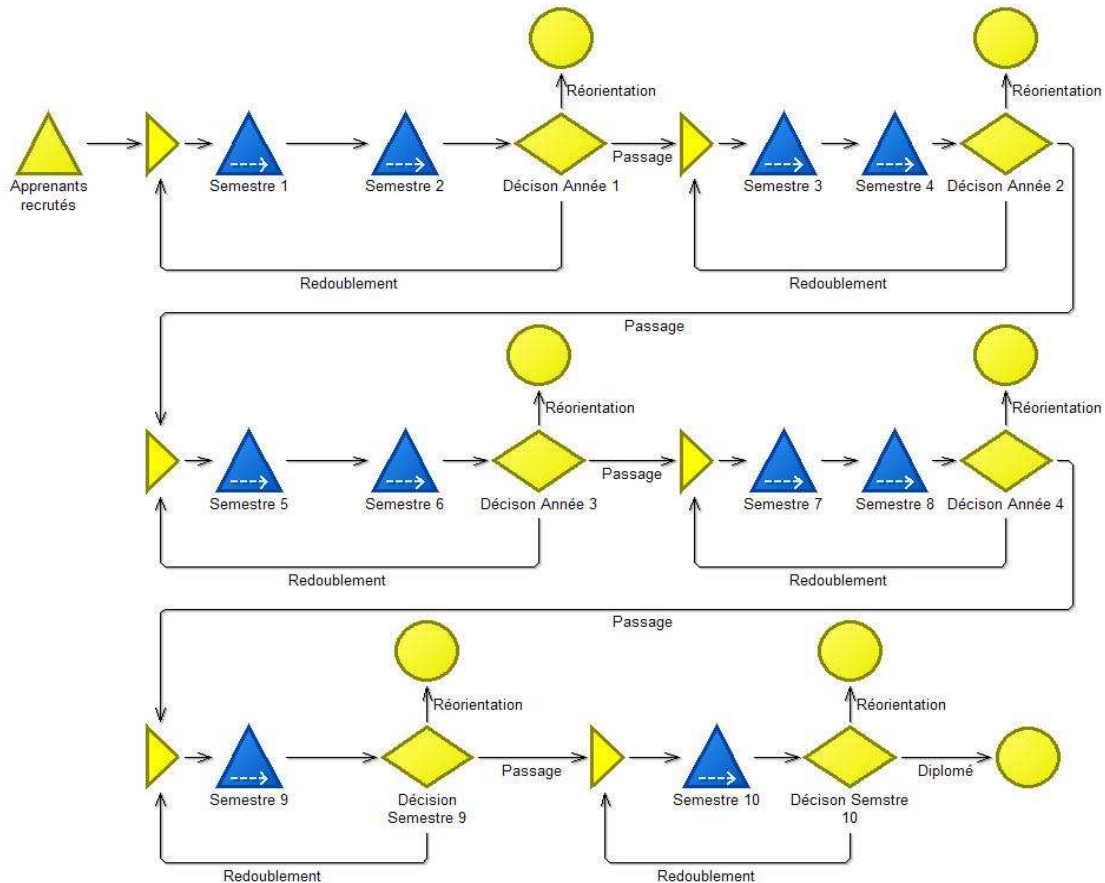 Réorientation
Réorientation
Passage
Apprenants
recrutés
Semestre 1
Semestre 2
Décison Année 1
Semestre 3
Semestre 4
Décison Année 2
Redoublement
Redoublement
Passage
Réorientation
Réorientation
Passage
Semestre 5
Semestre 6
Décison Année 3
Semestre 7
Semestre 8
Décison Année 4
Redoublement
Redoublement
Passage
Réorientation
Réorientation
Passage
Diplomé
Semestre 9
Décision
Semestre 9
Semestre 10
Décison Semstre
10
Redoublement
Redoublement